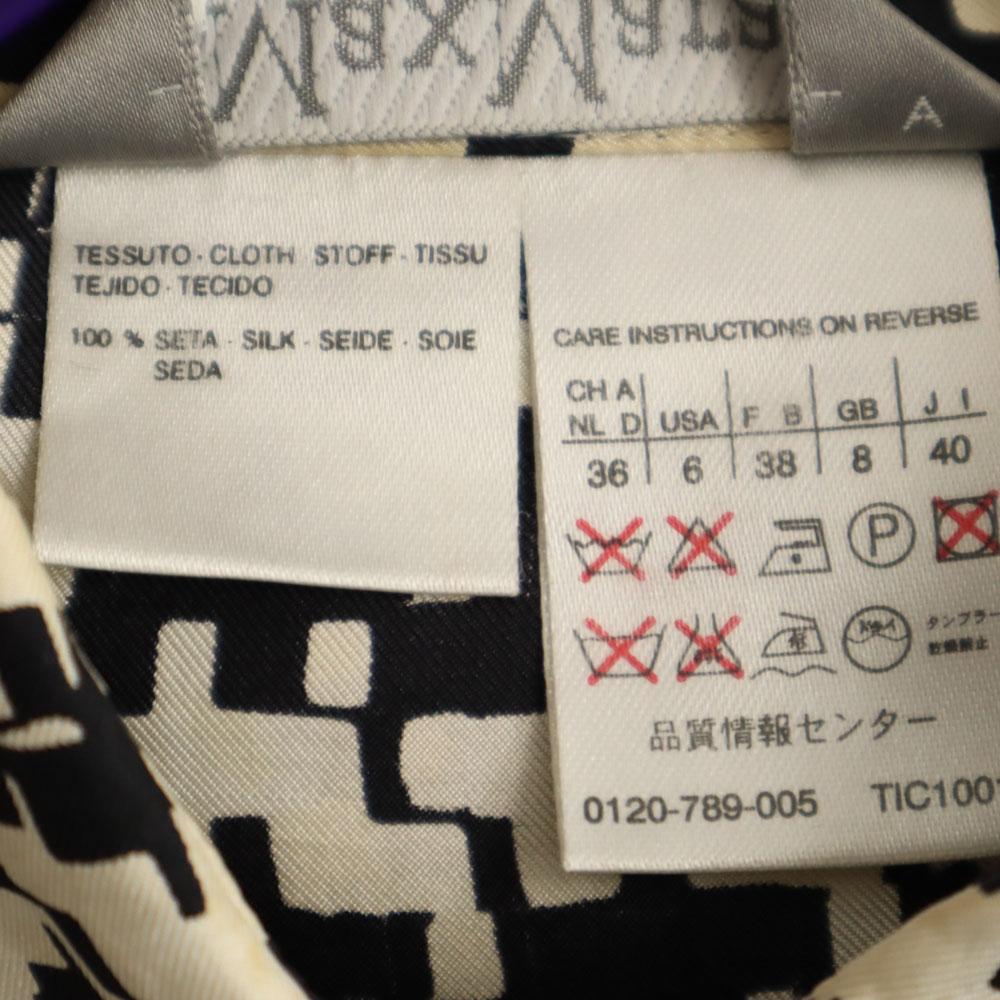 A
TESSUTO · CLOTH STOFF · TISSU
TEJIDO · TECIDO
100 % SETA · SILK · SEIDE · SOIE
SEDA
CARE INSTRUCTIONS ON REVERSE
CH A
NL D USA F B GB J I
36 6 38 8 40
P
タンブラー
乾燥禁止
品質情報センター
0120-789-005 TIC100